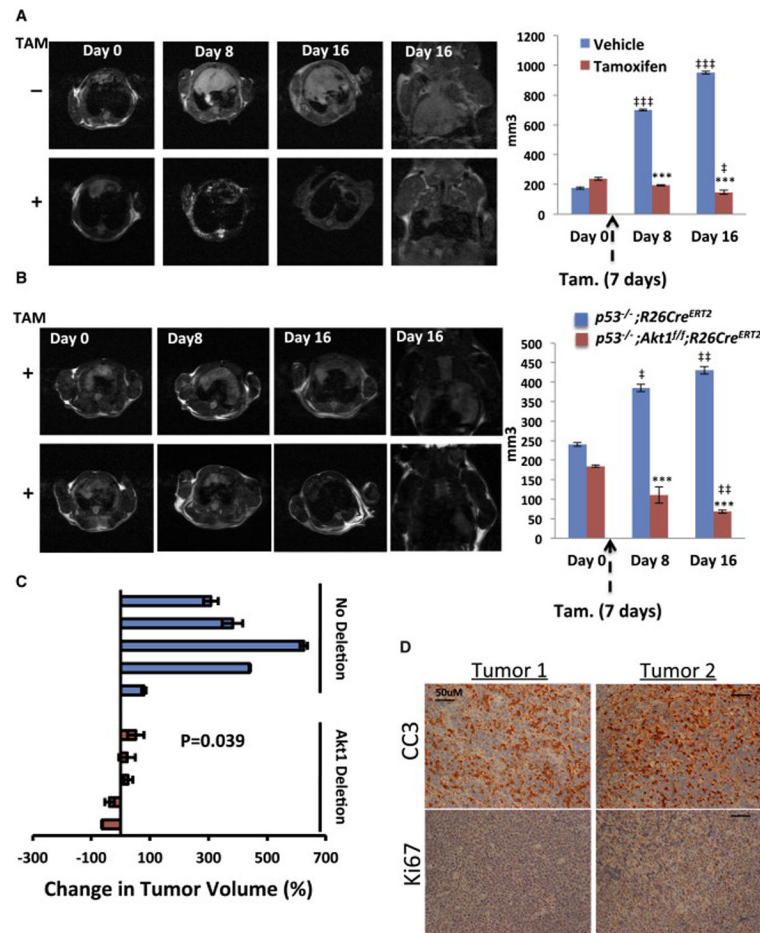 A
TAM
Day 0
Day 8
Day 16
Day 16
−
+
Vehicle
Tamoxifen
mm3
1200
1000
800
600
400
200
0
‡‡‡
***
‡‡‡
‡
***
Day 0
Day 8
Day 16
Tam. (7 days)
B
TAM
Day 0
Day8
Day 16
Day 16
+
+
p53-/-;R26CreERT2
p53-/-;Akt1f/f;R26CreERT2
mm3
500
450
400
350
300
250
200
150
100
50
0
‡
***
‡‡
‡‡
***
Day 0
Day 8
Day 16
Tam. (7 days)
C
No Deletion
Akt1 Deletion
P=0.039
-300
-100
100
300
500
700
Change in Tumor Volume (%)
D
Tumor 1
Tumor 2
50uM
CC3
Ki67